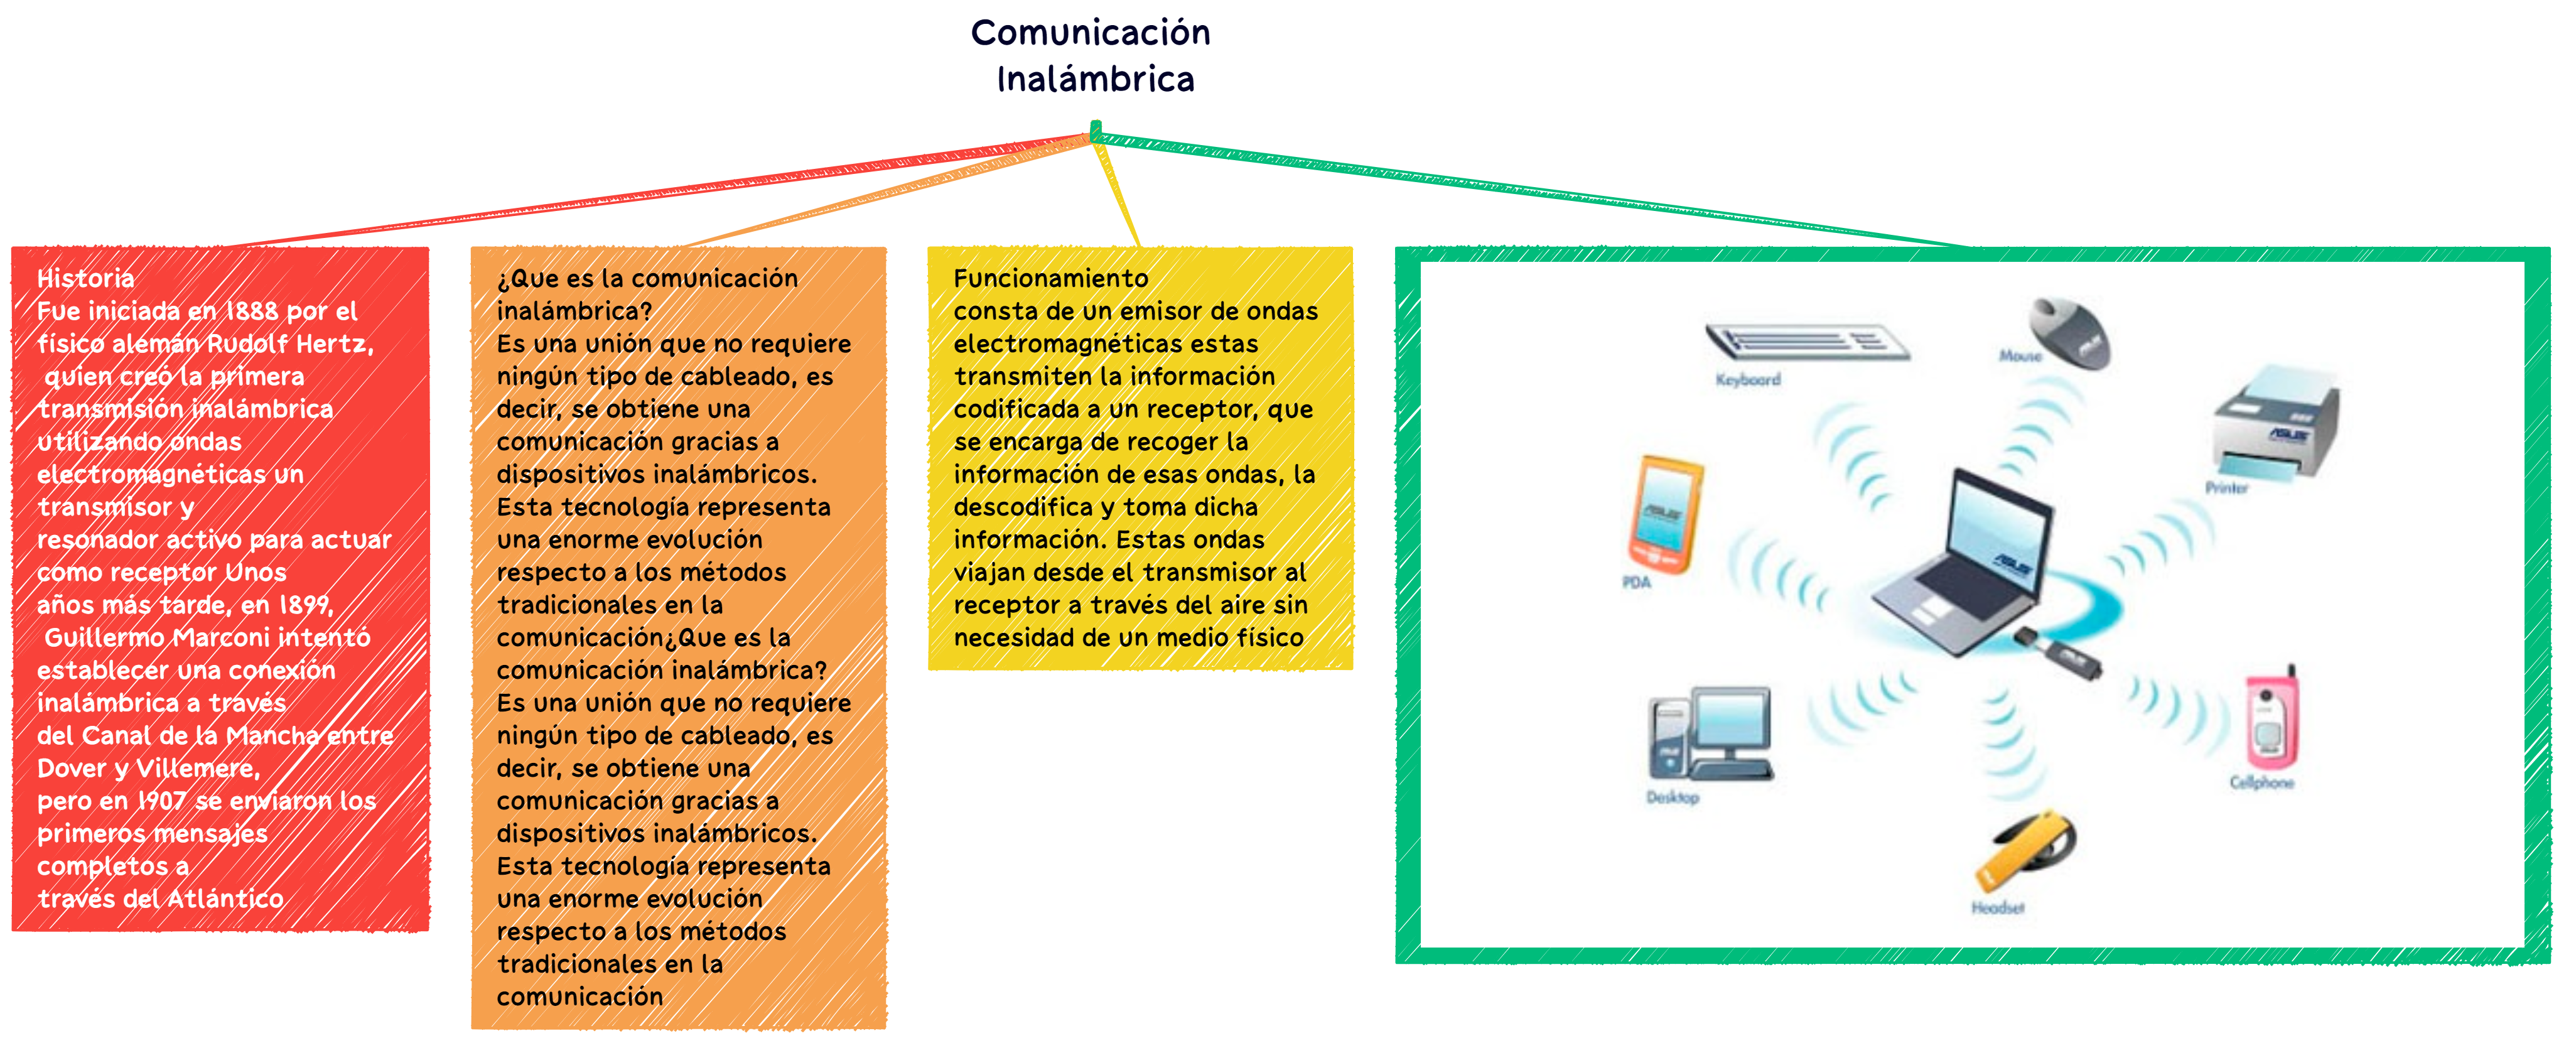 Comunicación
Inalámbrica
Historia
Fue iniciada en 1888 por el
físico alemán Rudolf Hertz,
quien creó la primera
transmisión inalámbrica
utilizando ondas
electromagnéticas un
transmisor y
resonador activo para actuar
como receptor Unos
años más tarde, en 1899,
Guillermo Marconi intentó
establecer una conexión
inalámbrica a través
del Canal de la Mancha entre
Dover y Villemere,
pero en 1907 se enviaron los
primeros mensajes
completos a
través del Atlántico
¿Que es la comunicación
inalámbrica?
Es una unión que no requiere
ningún tipo de cableado, es
decir, se obtiene una
comunicación gracias a
dispositivos inalámbricos.
Esta tecnología representa
una enorme evolución
respecto a los métodos
tradicionales en la
comunicación¿Que es la
comunicación inalámbrica?
Es una unión que no requiere
ningún tipo de cableado, es
decir, se obtiene una
comunicación gracias a
dispositivos inalámbricos.
Esta tecnología representa
una enorme evolución
respecto a los métodos
tradicionales en la
comunicación
Funcionamiento
consta de un emisor de ondas
electromagnéticas estas
transmiten la información
codificada a un receptor, que
se encarga de recoger la
información de esas ondas, la
descodifica y toma dicha
información. Estas ondas
viajan desde el transmisor al
receptor a través del aire sin
necesidad de un medio físico
Keyboard
Mouse
ASUS
Printer
ASUS
PDA
ASUS
ASUS
Desktop
Cellphone
Headset